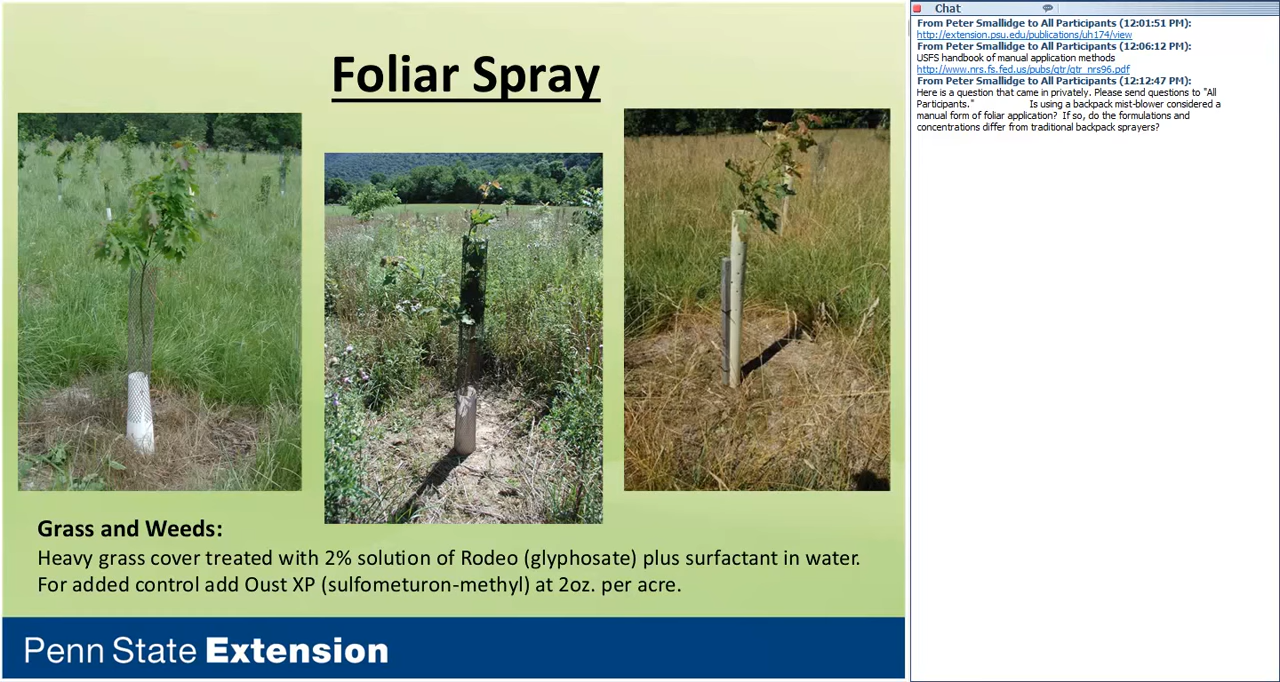 Foliar Spray
Grass and Weeds:
Heavy grass cover treated with 2% solution of Rodeo (glyphosate) plus surfactant in water.
For added control add Oust XP (sulfometuron-methyl) at 2oz. per acre.
Penn State Extension
Chat
From Peter Smallidge to All Participants (12:01:51 PM):
http://extension.psu.edu/publications/uh174/view
From Peter Smallidge to All Participants (12:06:12 PM):
USFS handbook of manual application methods
http://www.nrs.fs.fed.us/pubs/gtr/gtr_nrs96.pdf
From Peter Smallidge to All Participants (12:12:47 PM):
Here is a question that came in privately. Please send questions to "All
Participants." Is using a backpack mist-blower considered a
manual form of foliar application? If so, do the formulations and
concentrations differ from traditional backpack sprayers?